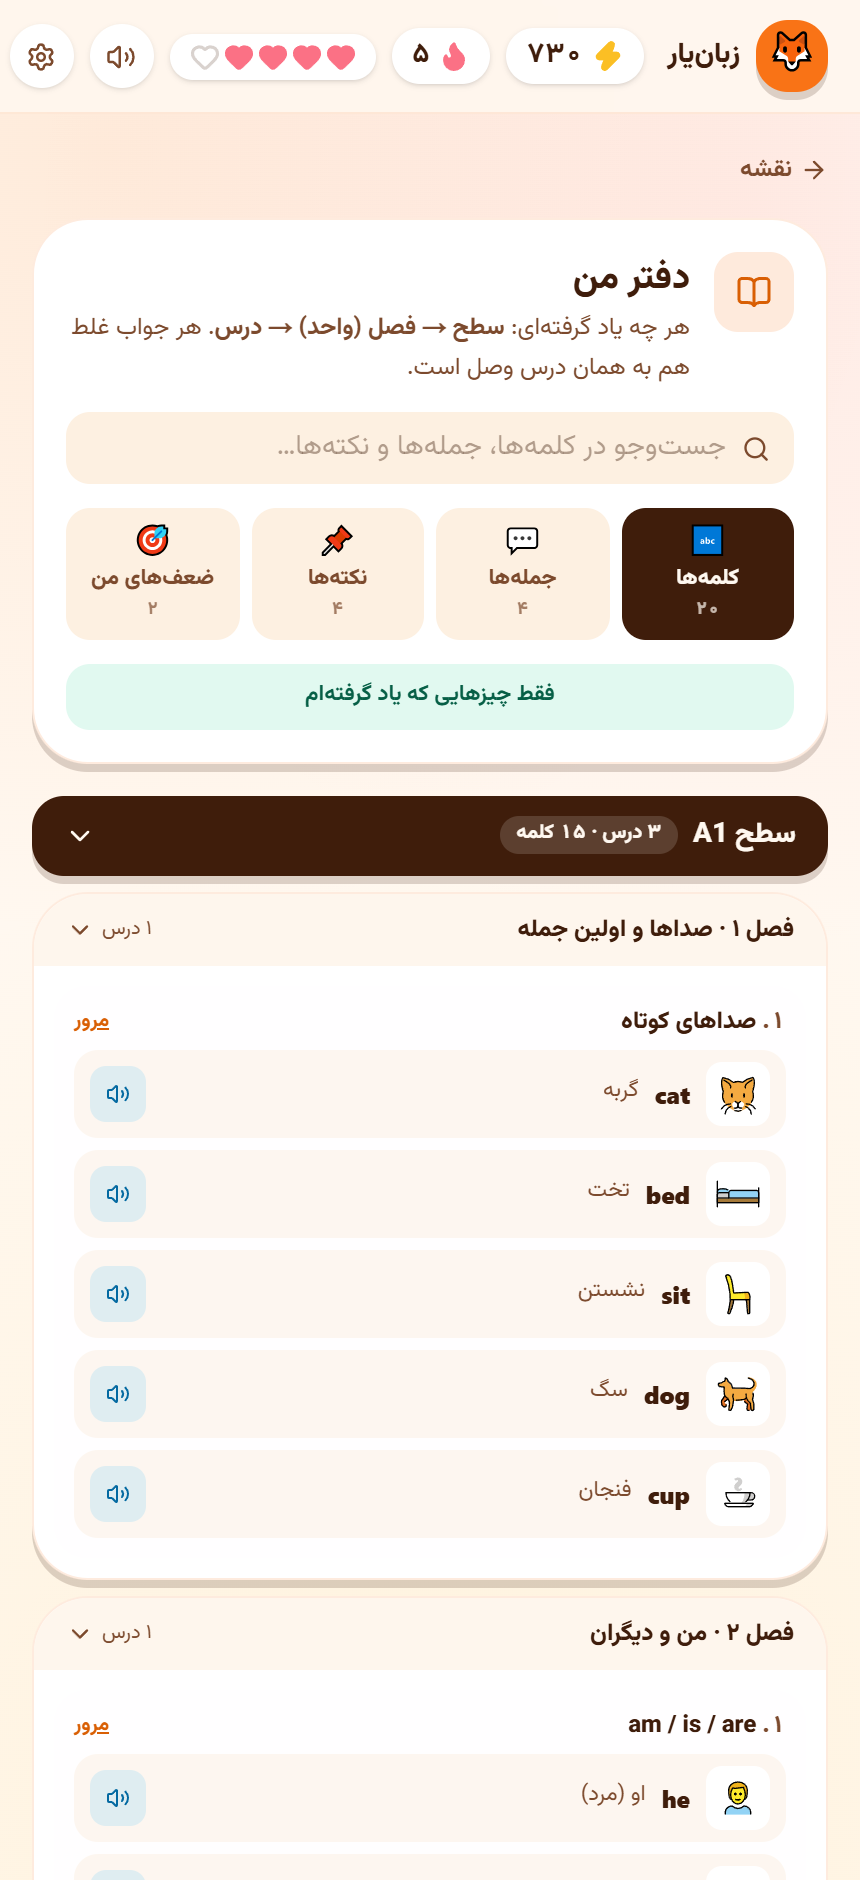 زبان‌یار
۷۳۰
۵
نقشه
دفتر من
هر چه یاد گرفته‌ای: سطح → فصل (واحد) → درس. هر جواب غلط
هم به همان درس وصل است.
جست‌وجو در کلمه‌ها، جمله‌ها و نکته‌ها...
abc
کلمه‌ها
۲۰
جمله‌ها
۴
نکته‌ها
۴
ضعف‌های من
۲
فقط چیزهایی که یاد گرفته‌ام
سطح A1
۳ درس · ۱۵ کلمه
فصل ۱ · صداها و اولین جمله
۱ درس
۱. صداهای کوتاه
مرور
cat گربه
bed تخت
sit نشستن
dog سگ
cup فنجان
فصل ۲ · من و دیگران
۱ درس
۱. am / is / are
مرور
he او (مرد)